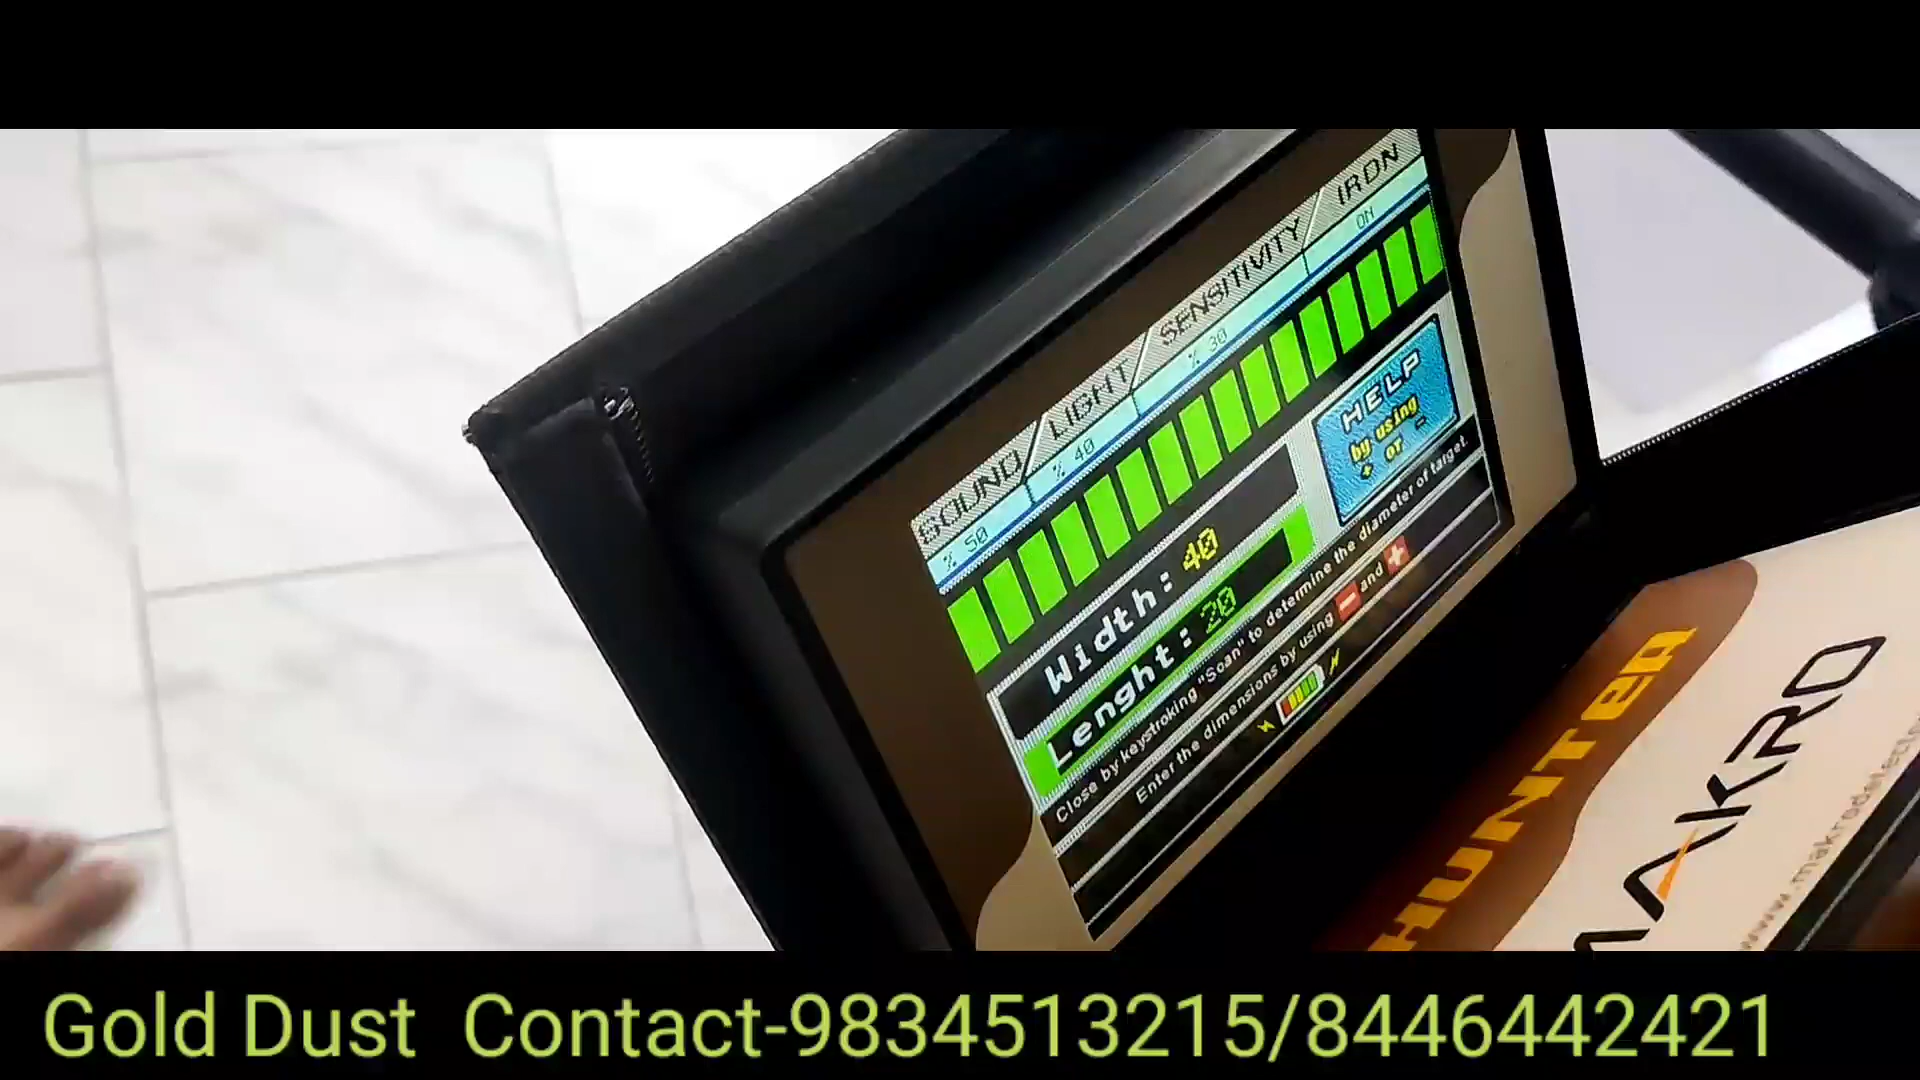 SOUND LIGHT SENSITIVITY IRON
% 50 % 40 % 30 ON
Width: 40
Lenght: 20
HELP
by using
+ or -
Close by keystroking "Scan" to determine the diameter of target.
Enter the dimensions by using - and +
HUNTER
MAKRO
Gold Dust Contact-9834513215/8446442421